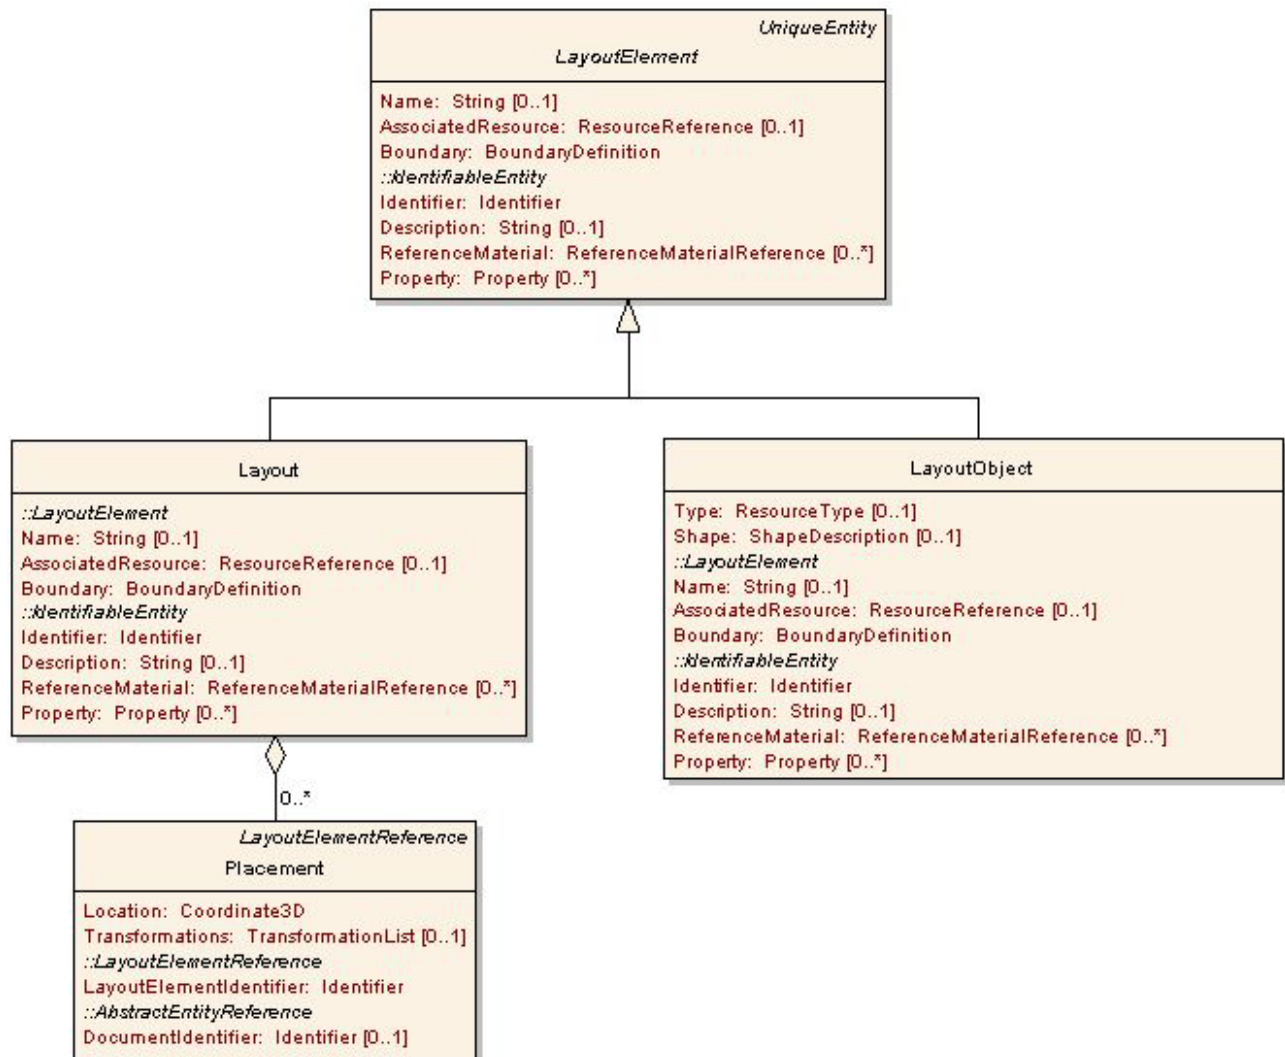 UniqueEntity
LayoutElement
Name: String [0..1]
AssociatedResource: ResourceReference [0..1]
Boundary: BoundaryDefinition
::IdentifiableEntity
Identifier: Identifier
Description: String [0..1]
ReferenceMaterial: ReferenceMaterialReference [0..*]
Property: Property [0..*]
Layout
::LayoutElement
Name: String [0..1]
AssociatedResource: ResourceReference [0..1]
Boundary: BoundaryDefinition
::IdentifiableEntity
Identifier: Identifier
Description: String [0..1]
ReferenceMaterial: ReferenceMaterialReference [0..*]
Property: Property [0..*]
LayoutObject
Type: ResourceType [0..1]
Shape: ShapeDescription [0..1]
::LayoutElement
Name: String [0..1]
AssociatedResource: ResourceReference [0..1]
Boundary: BoundaryDefinition
::IdentifiableEntity
Identifier: Identifier
Description: String [0..1]
ReferenceMaterial: ReferenceMaterialReference [0..*]
Property: Property [0..*]
0..*
LayoutElementReference
Placement
Location: Coordinate3D
Transformations: TransformationList [0..1]
::LayoutElementReference
LayoutElementIdentifier: Identifier
::AbstractEntityReference
DocumentIdentifier: Identifier [0..1]